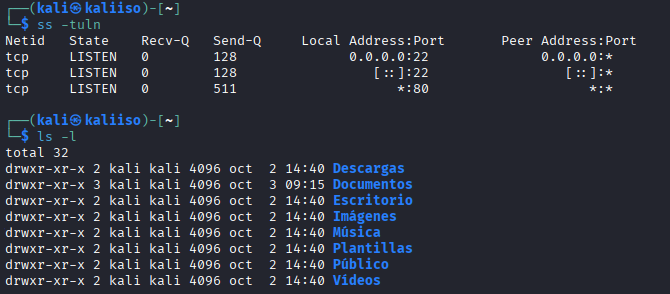 ┌──(kali㉿kaliiso)-[~]
└─$ ss -tuln
Netid State Recv-Q Send-Q Local Address:Port Peer Address:Port
tcp LISTEN 0 128 0.0.0.0:22 0.0.0.0:*
tcp LISTEN 0 128 [::]:22 [::]:*
tcp LISTEN 0 511 *:80 *:*
┌──(kali㉿kaliiso)-[~]
└─$ ls -l
total 32
drwxr-xr-x 2 kali kali 4096 oct 2 14:40 Descargas
drwxr-xr-x 3 kali kali 4096 oct 3 09:15 Documentos
drwxr-xr-x 2 kali kali 4096 oct 2 14:40 Escritorio
drwxr-xr-x 2 kali kali 4096 oct 2 14:40 Imágenes
drwxr-xr-x 2 kali kali 4096 oct 2 14:40 Música
drwxr-xr-x 2 kali kali 4096 oct 2 14:40 Plantillas
drwxr-xr-x 2 kali kali 4096 oct 2 14:40 Público
drwxr-xr-x 2 kali kali 4096 oct 2 14:40 Vídeos